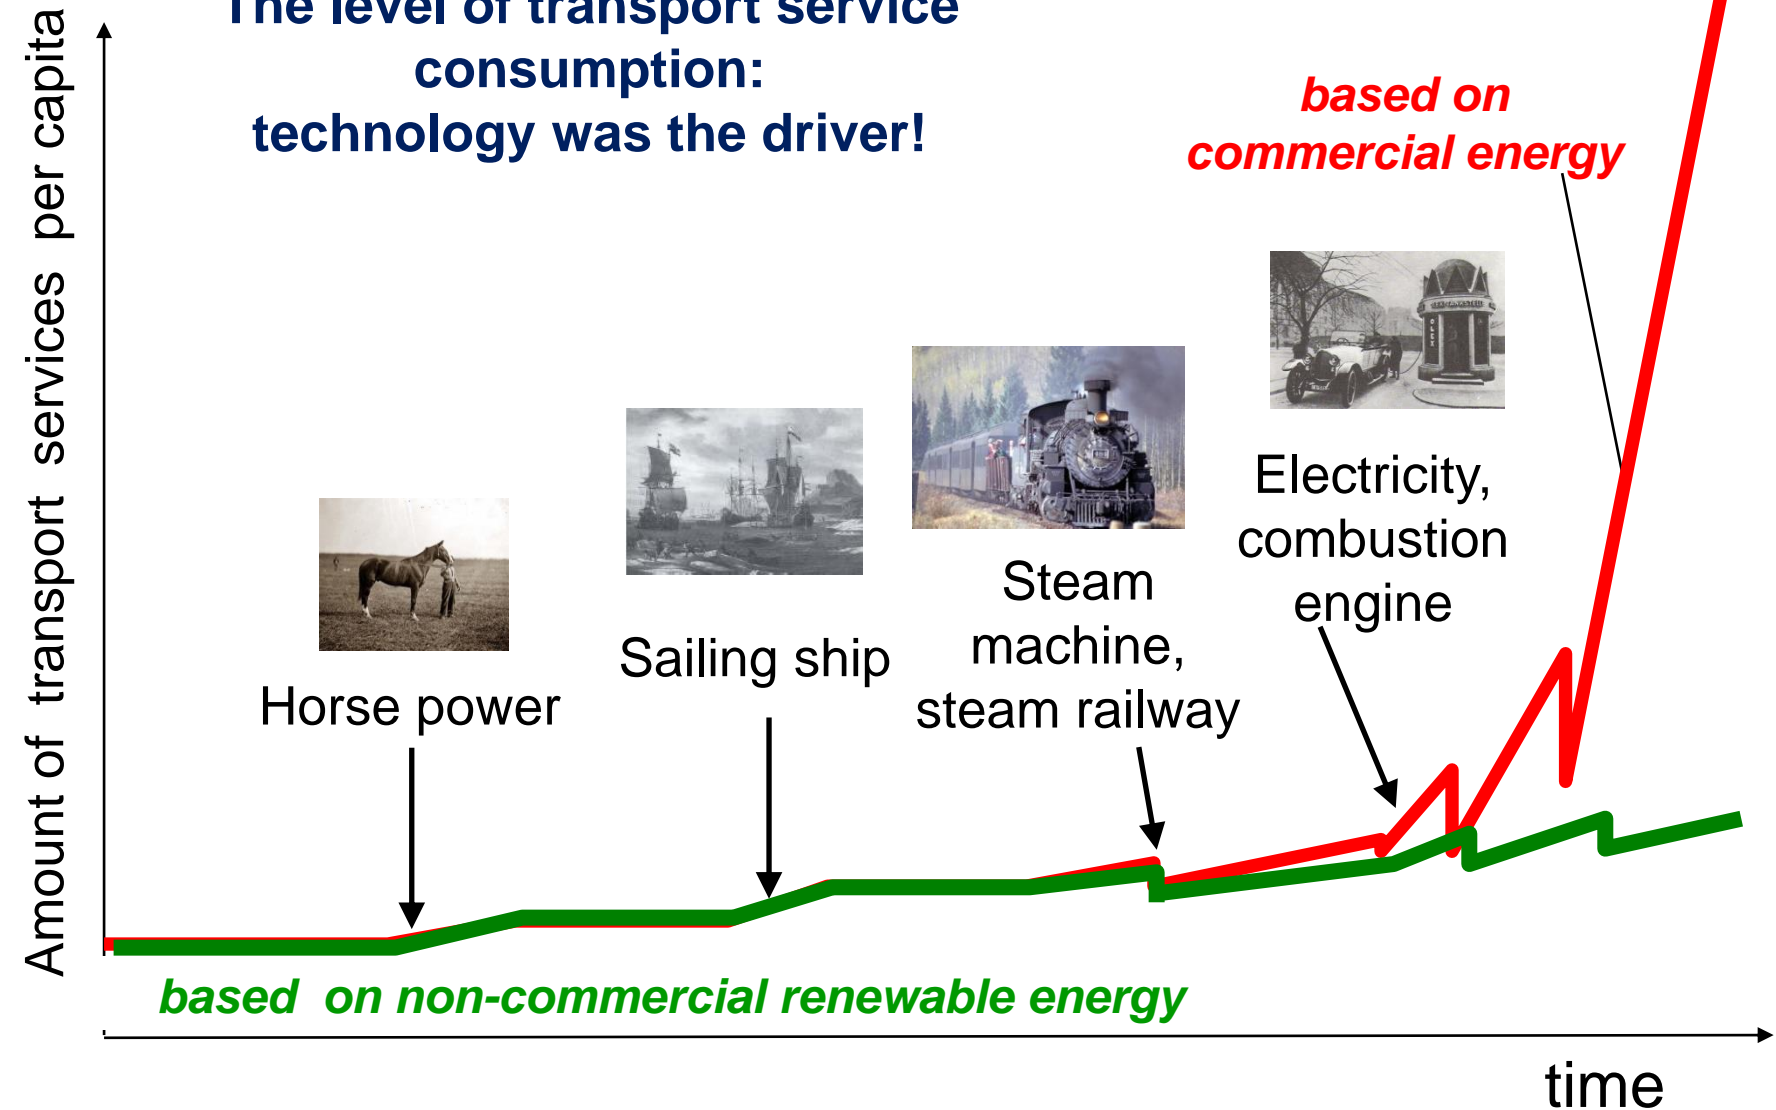 The level of transport service
consumption:
technology was the driver!
Amount of transport services per capita
based on
commercial energy
Electricity,
combustion
engine
Steam
machine,
steam railway
Sailing ship
Horse power
based on non-commercial renewable energy
time